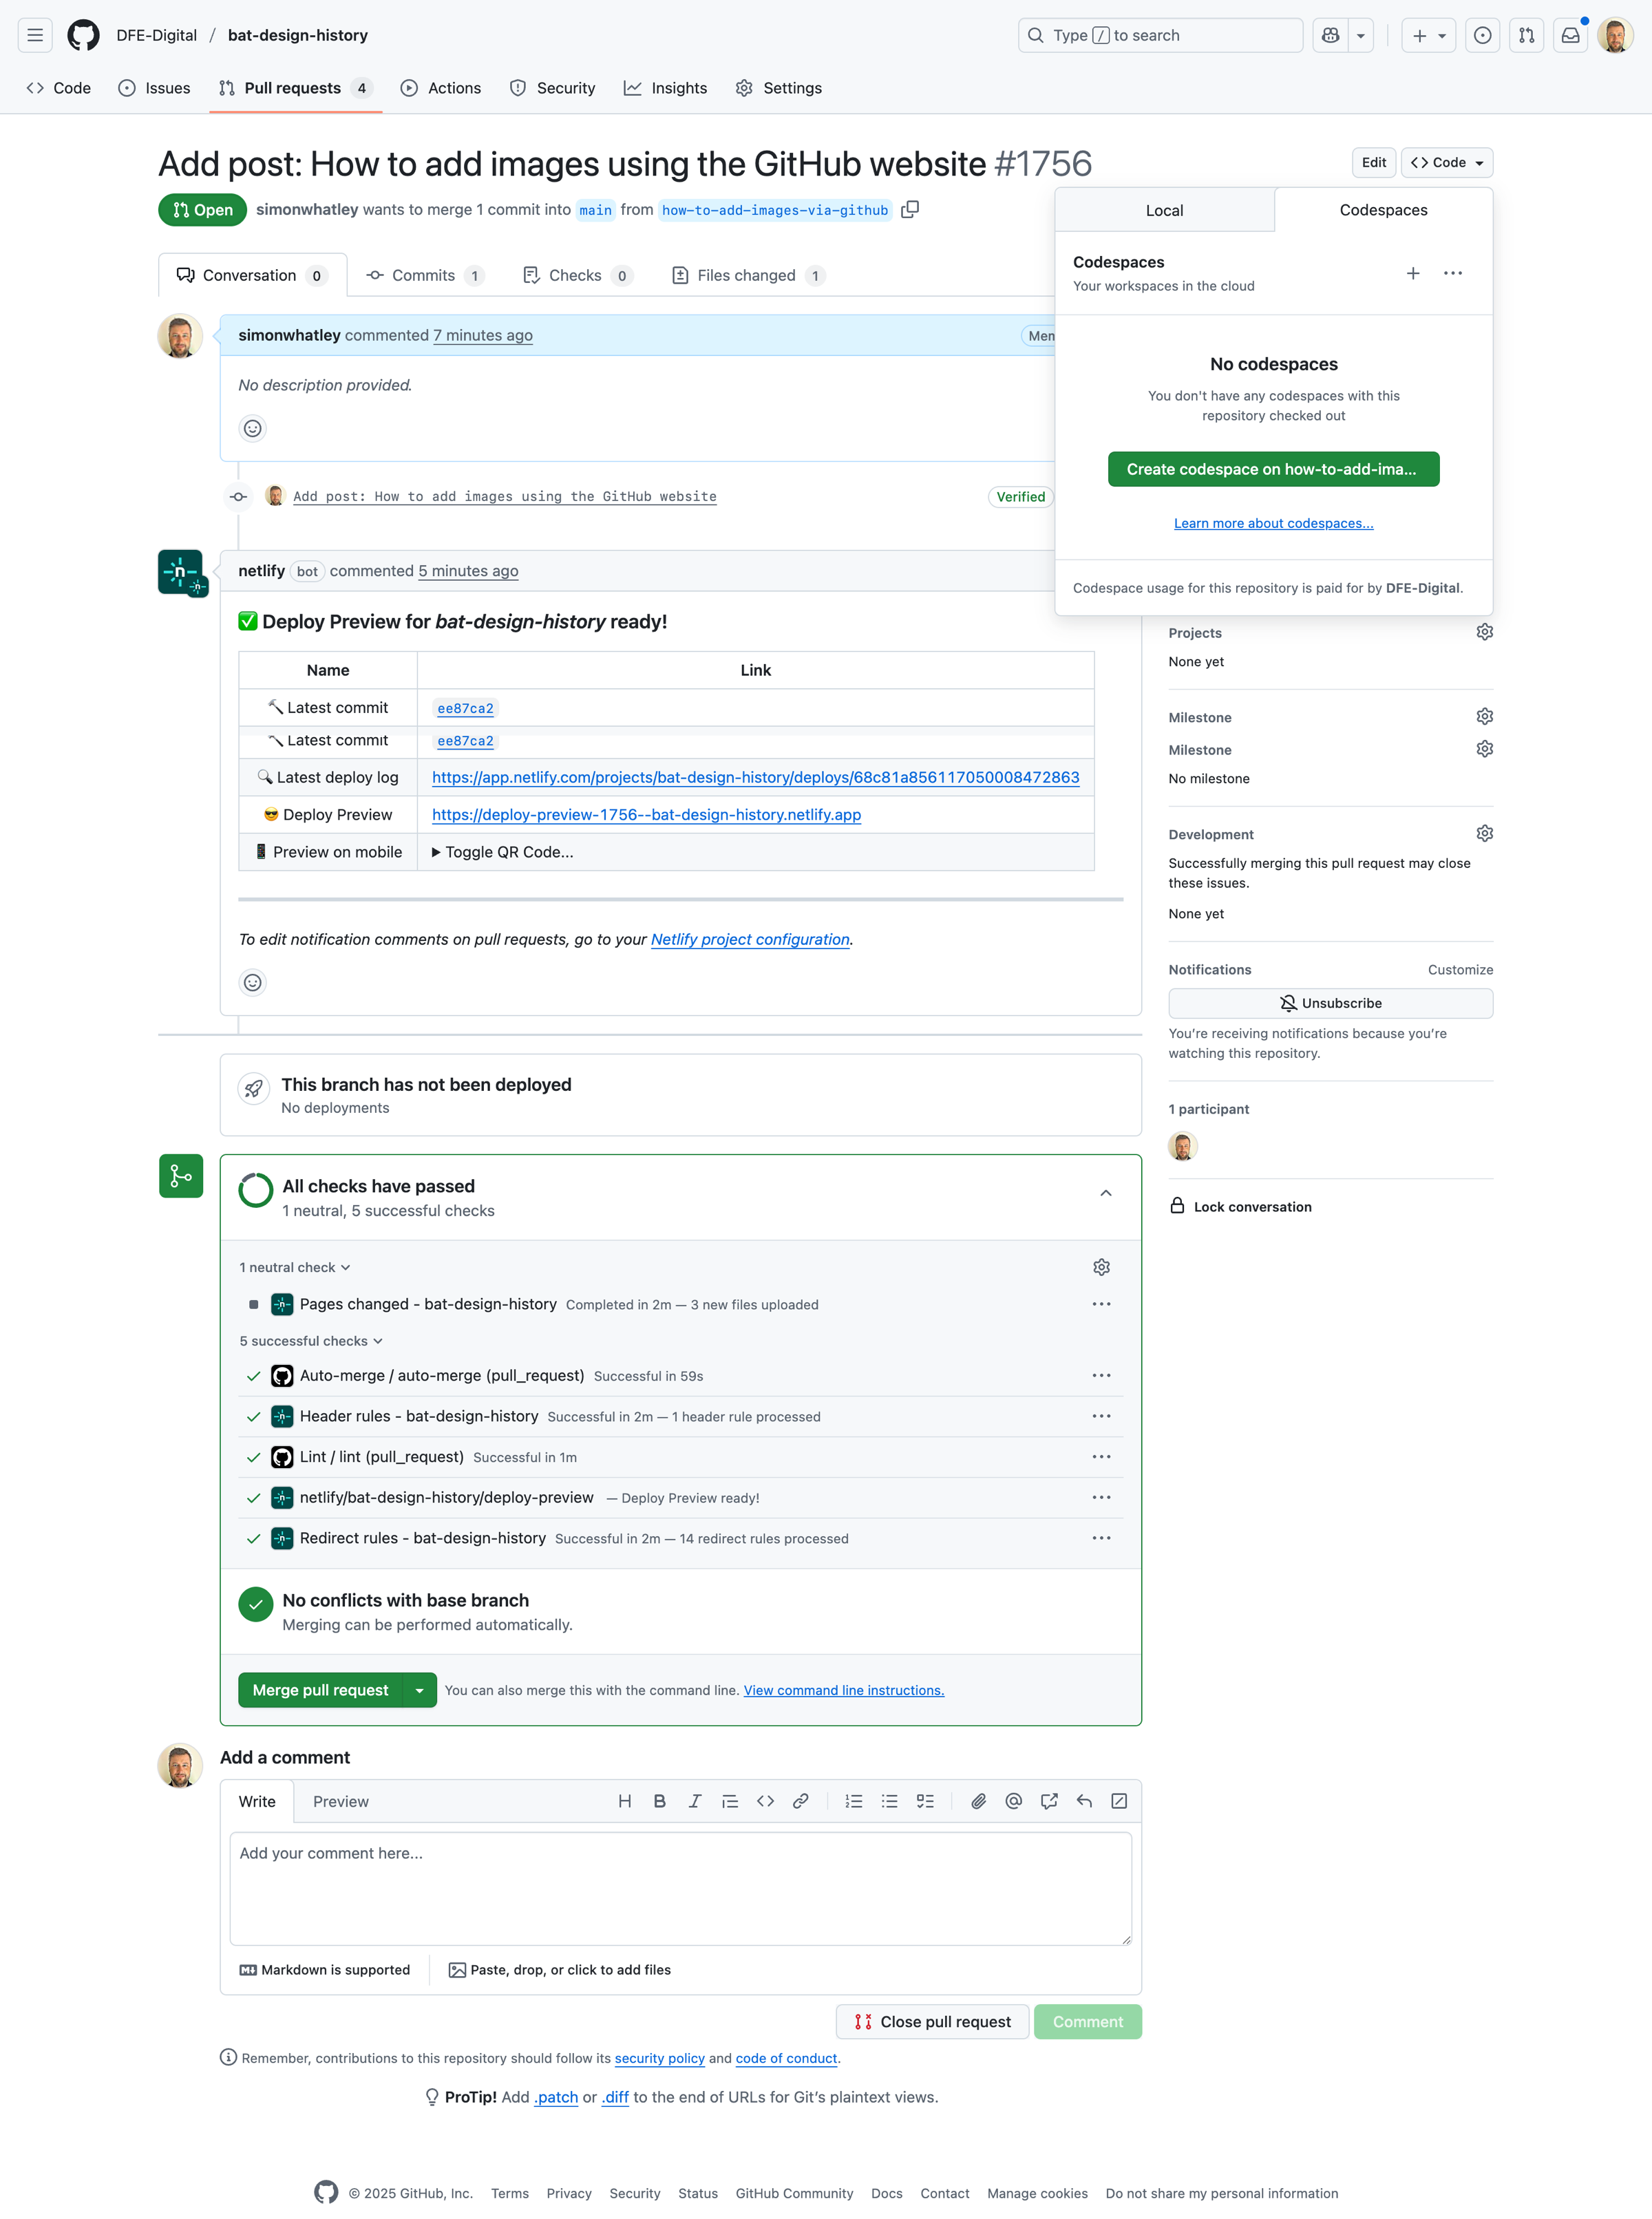 DFE-Digital / bat-design-history
Type / to search
Code
Issues
Pull requests 4
Actions
Security
Insights
Settings
Add post: How to add images using the GitHub website #1756
Edit
Code
Open
simonwhatley wants to merge 1 commit into main from how-to-add-images-via-github
Local
Codespaces
Codespaces
Your workspaces in the cloud
No codespaces
You don't have any codespaces with this
repository checked out
Create codespace on how-to-add-ima...
Learn more about codespaces...
Codespace usage for this repository is paid for by DFE-Digital.
Conversation 0
Commits 1
Checks 0
Files changed 1
simonwhatley commented 7 minutes ago
No description provided.
Add post: How to add images using the GitHub website
Verified
netlify bot commented 5 minutes ago
✅ Deploy Preview for bat-design-history ready!
Name Link
🔨 Latest commit ee87ca2
Latest commit ee87ca2
🔍 Latest deploy log https://app.netlify.com/projects/bat-design-history/deploys/68c81a856117050008472863
😎 Deploy Preview https://deploy-preview-1756--bat-design-history.netlify.app
📱 Preview on mobile ▶ Toggle QR Code...
To edit notification comments on pull requests, go to your Netlify project configuration.
Projects
None yet
Milestone
Milestone
No milestone
Development
Successfully merging this pull request may close
these issues.
None yet
Notifications
Customize
Unsubscribe
You're receiving notifications because you're
watching this repository.
1 participant
Lock conversation
This branch has not been deployed
No deployments
All checks have passed
1 neutral, 5 successful checks
1 neutral check
Pages changed - bat-design-history Completed in 2m — 3 new files uploaded
5 successful checks
Auto-merge / auto-merge (pull_request) Successful in 59s
Header rules - bat-design-history Successful in 2m — 1 header rule processed
Lint / lint (pull_request) Successful in 1m
netlify/bat-design-history/deploy-preview — Deploy Preview ready!
Redirect rules - bat-design-history Successful in 2m — 14 redirect rules processed
No conflicts with base branch
Merging can be performed automatically.
Merge pull request
You can also merge this with the command line. View command line instructions.
Add a comment
Write
Preview
Add your comment here...
Markdown is supported
Paste, drop, or click to add files
Close pull request
Comment
Remember, contributions to this repository should follow its security policy and code of conduct.
ProTip! Add .patch or .diff to the end of URLs for Git's plaintext views.
© 2025 GitHub, Inc.
Terms
Privacy
Security
Status
GitHub Community
Docs
Contact
Manage cookies
Do not share my personal information